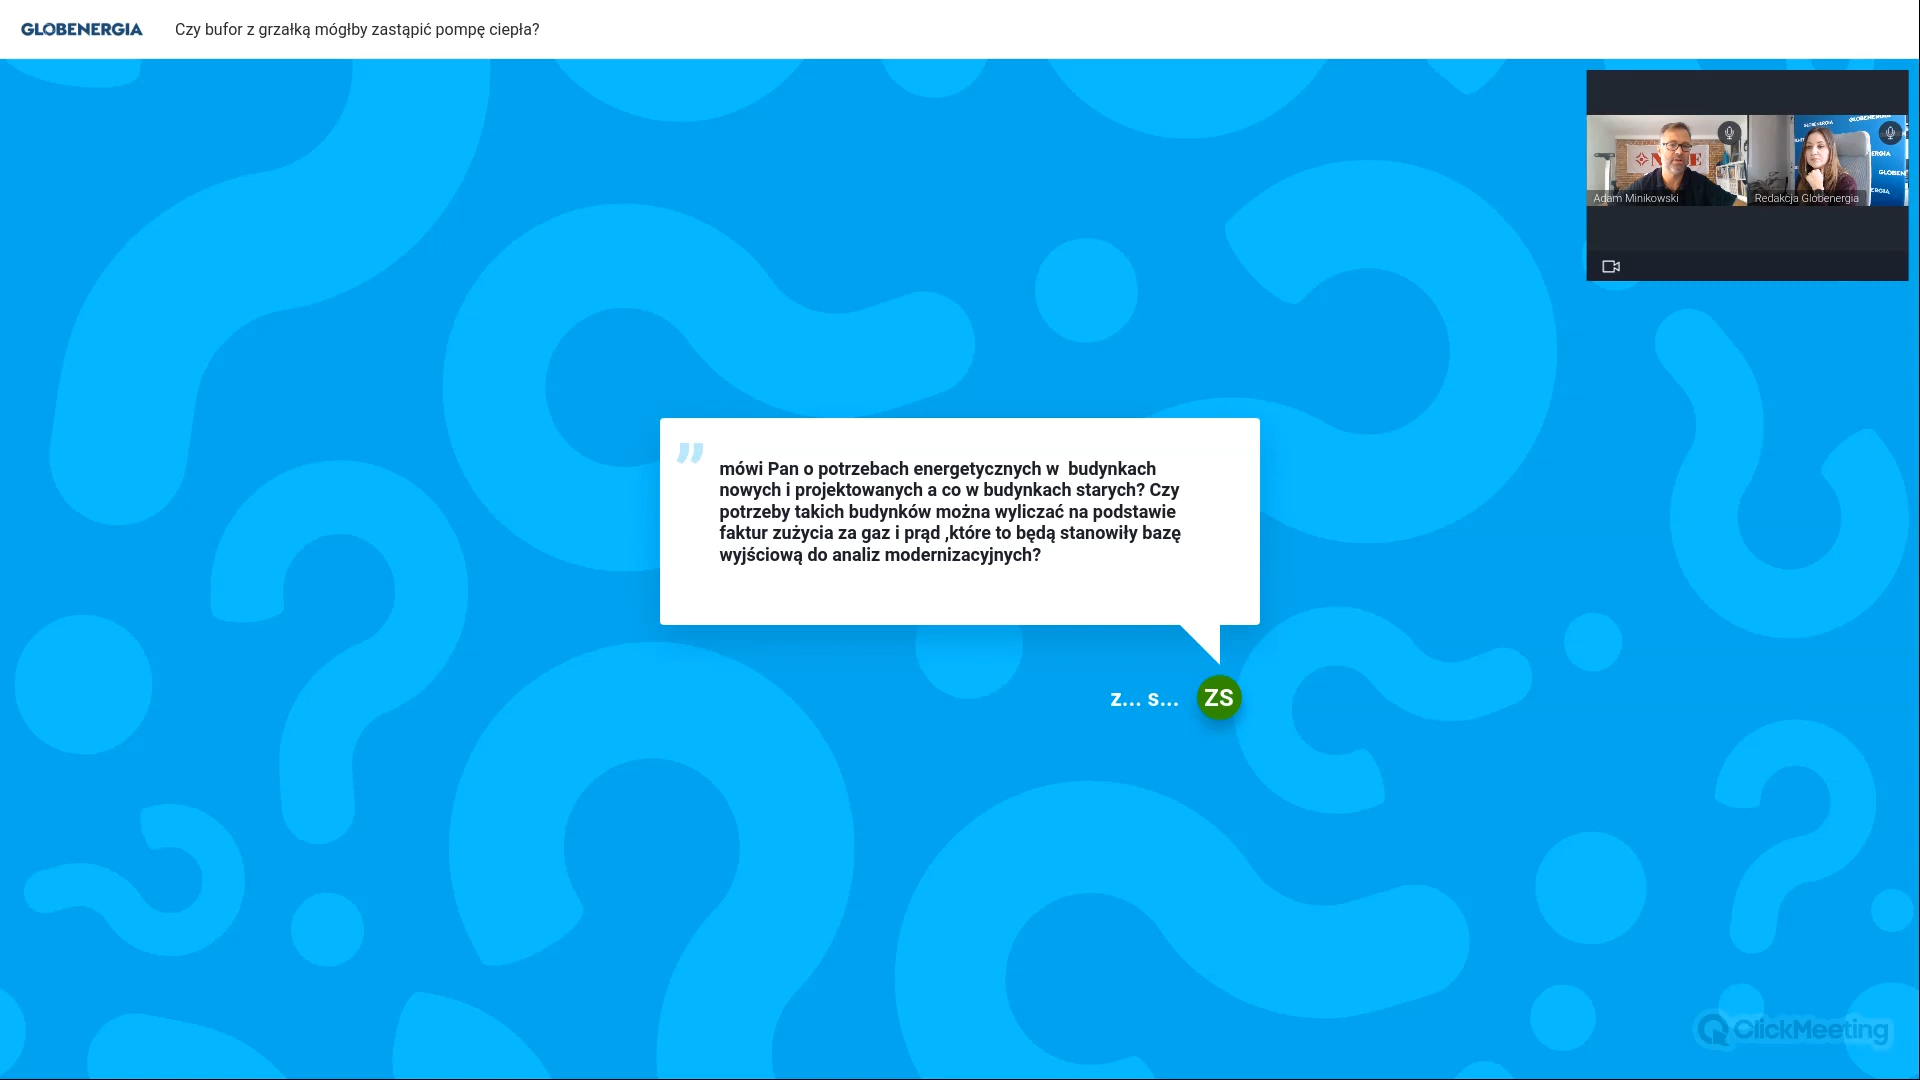 GLOBENERGIA
Czy bufor z grzałką mógłby zastąpić pompę ciepła?
Adam Minikowski
Redakcja Globenergia
mówi Pan o potrzebach energetycznych w  budynkach
nowych i projektowanych a co w budynkach starych? Czy
potrzeby takich budynków można wyliczać na podstawie
faktur zużycia za gaz i prąd ,które to będą stanowiły bazę
wyjściową do analiz modernizacyjnych?
z... s...
ZS
ClickMeeting